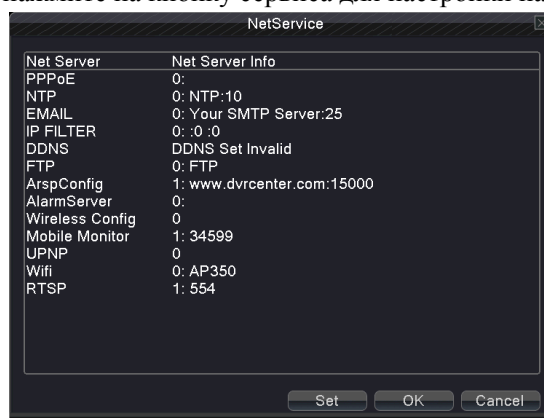 нажмите на кнопку сервиса для настройки па
NetService
Net Server Net Server Info
PPPoE 0:
NTP 0: NTP:10
EMAIL 0: Your SMTP Server:25
IP FILTER 0: :0 :0
DDNS DDNS Set Invalid
FTP 0: FTP
ArspConfig 1: www.dvrcenter.com:15000
AlarmServer 0:
Wireless Config 0
Mobile Monitor 1: 34599
UPNP 0
Wifi 0: AP350
RTSP 1: 554
Set OK Cancel